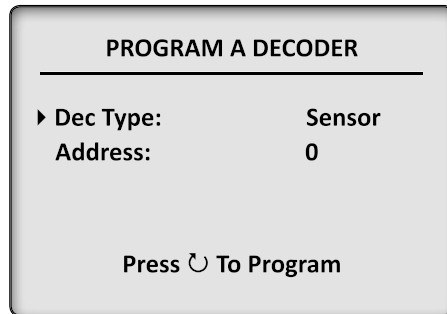 PROGRAM A DECODER
Dec Type: Sensor
Address: 0
Press ↻ To Program